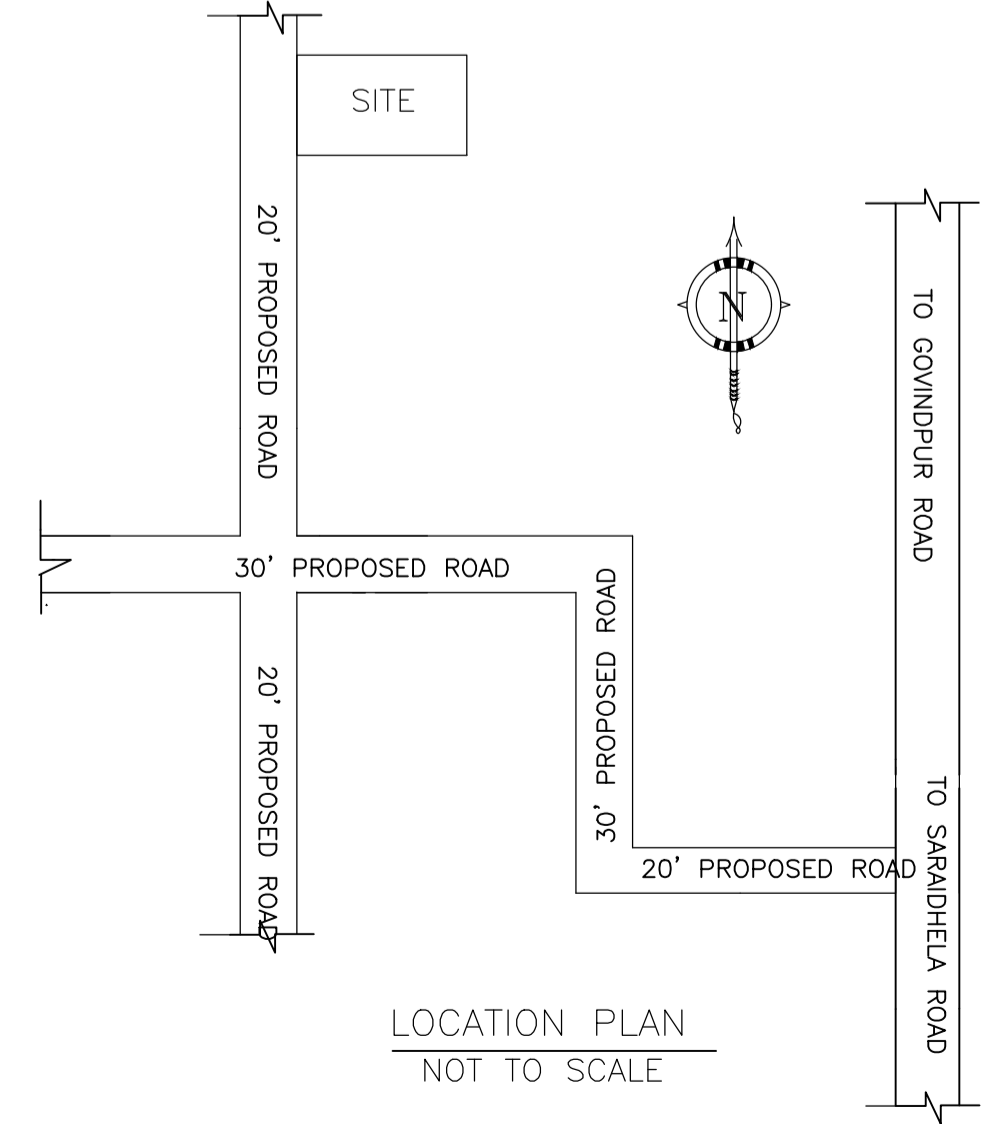 SITE
20' PROPOSED ROAD
N
TO GOVINDPUR ROAD
30' PROPOSED ROAD
30' PROPOSED ROAD
20' PROPOSED ROAD
TO SARAIDHELA ROAD
20' PROPOSED ROAD
LOCATION PLAN
NOT TO SCALE